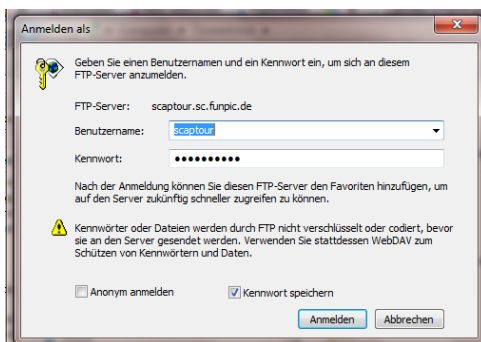 Anmelden als
Geben Sie einen Benutzernamen und ein Kennwort ein, um sich an diesem
FTP-Server anzumelden.
FTP-Server: scaptour.sc.funpic.de
Benutzername: scaptour
Kennwort: ••••••••••
Nach der Anmeldung können Sie diesen FTP-Server den Favoriten hinzufügen, um
auf den Server zukünftig schneller zugreifen zu können.
Kennwörter oder Dateien werden durch FTP nicht verschlüsselt oder codiert, bevor
sie an den Server gesendet werden. Verwenden Sie stattdessen WebDAV zum
Schützen von Kennwörtern und Daten.
Anonym anmelden Kennwort speichern
Anmelden Abbrechen